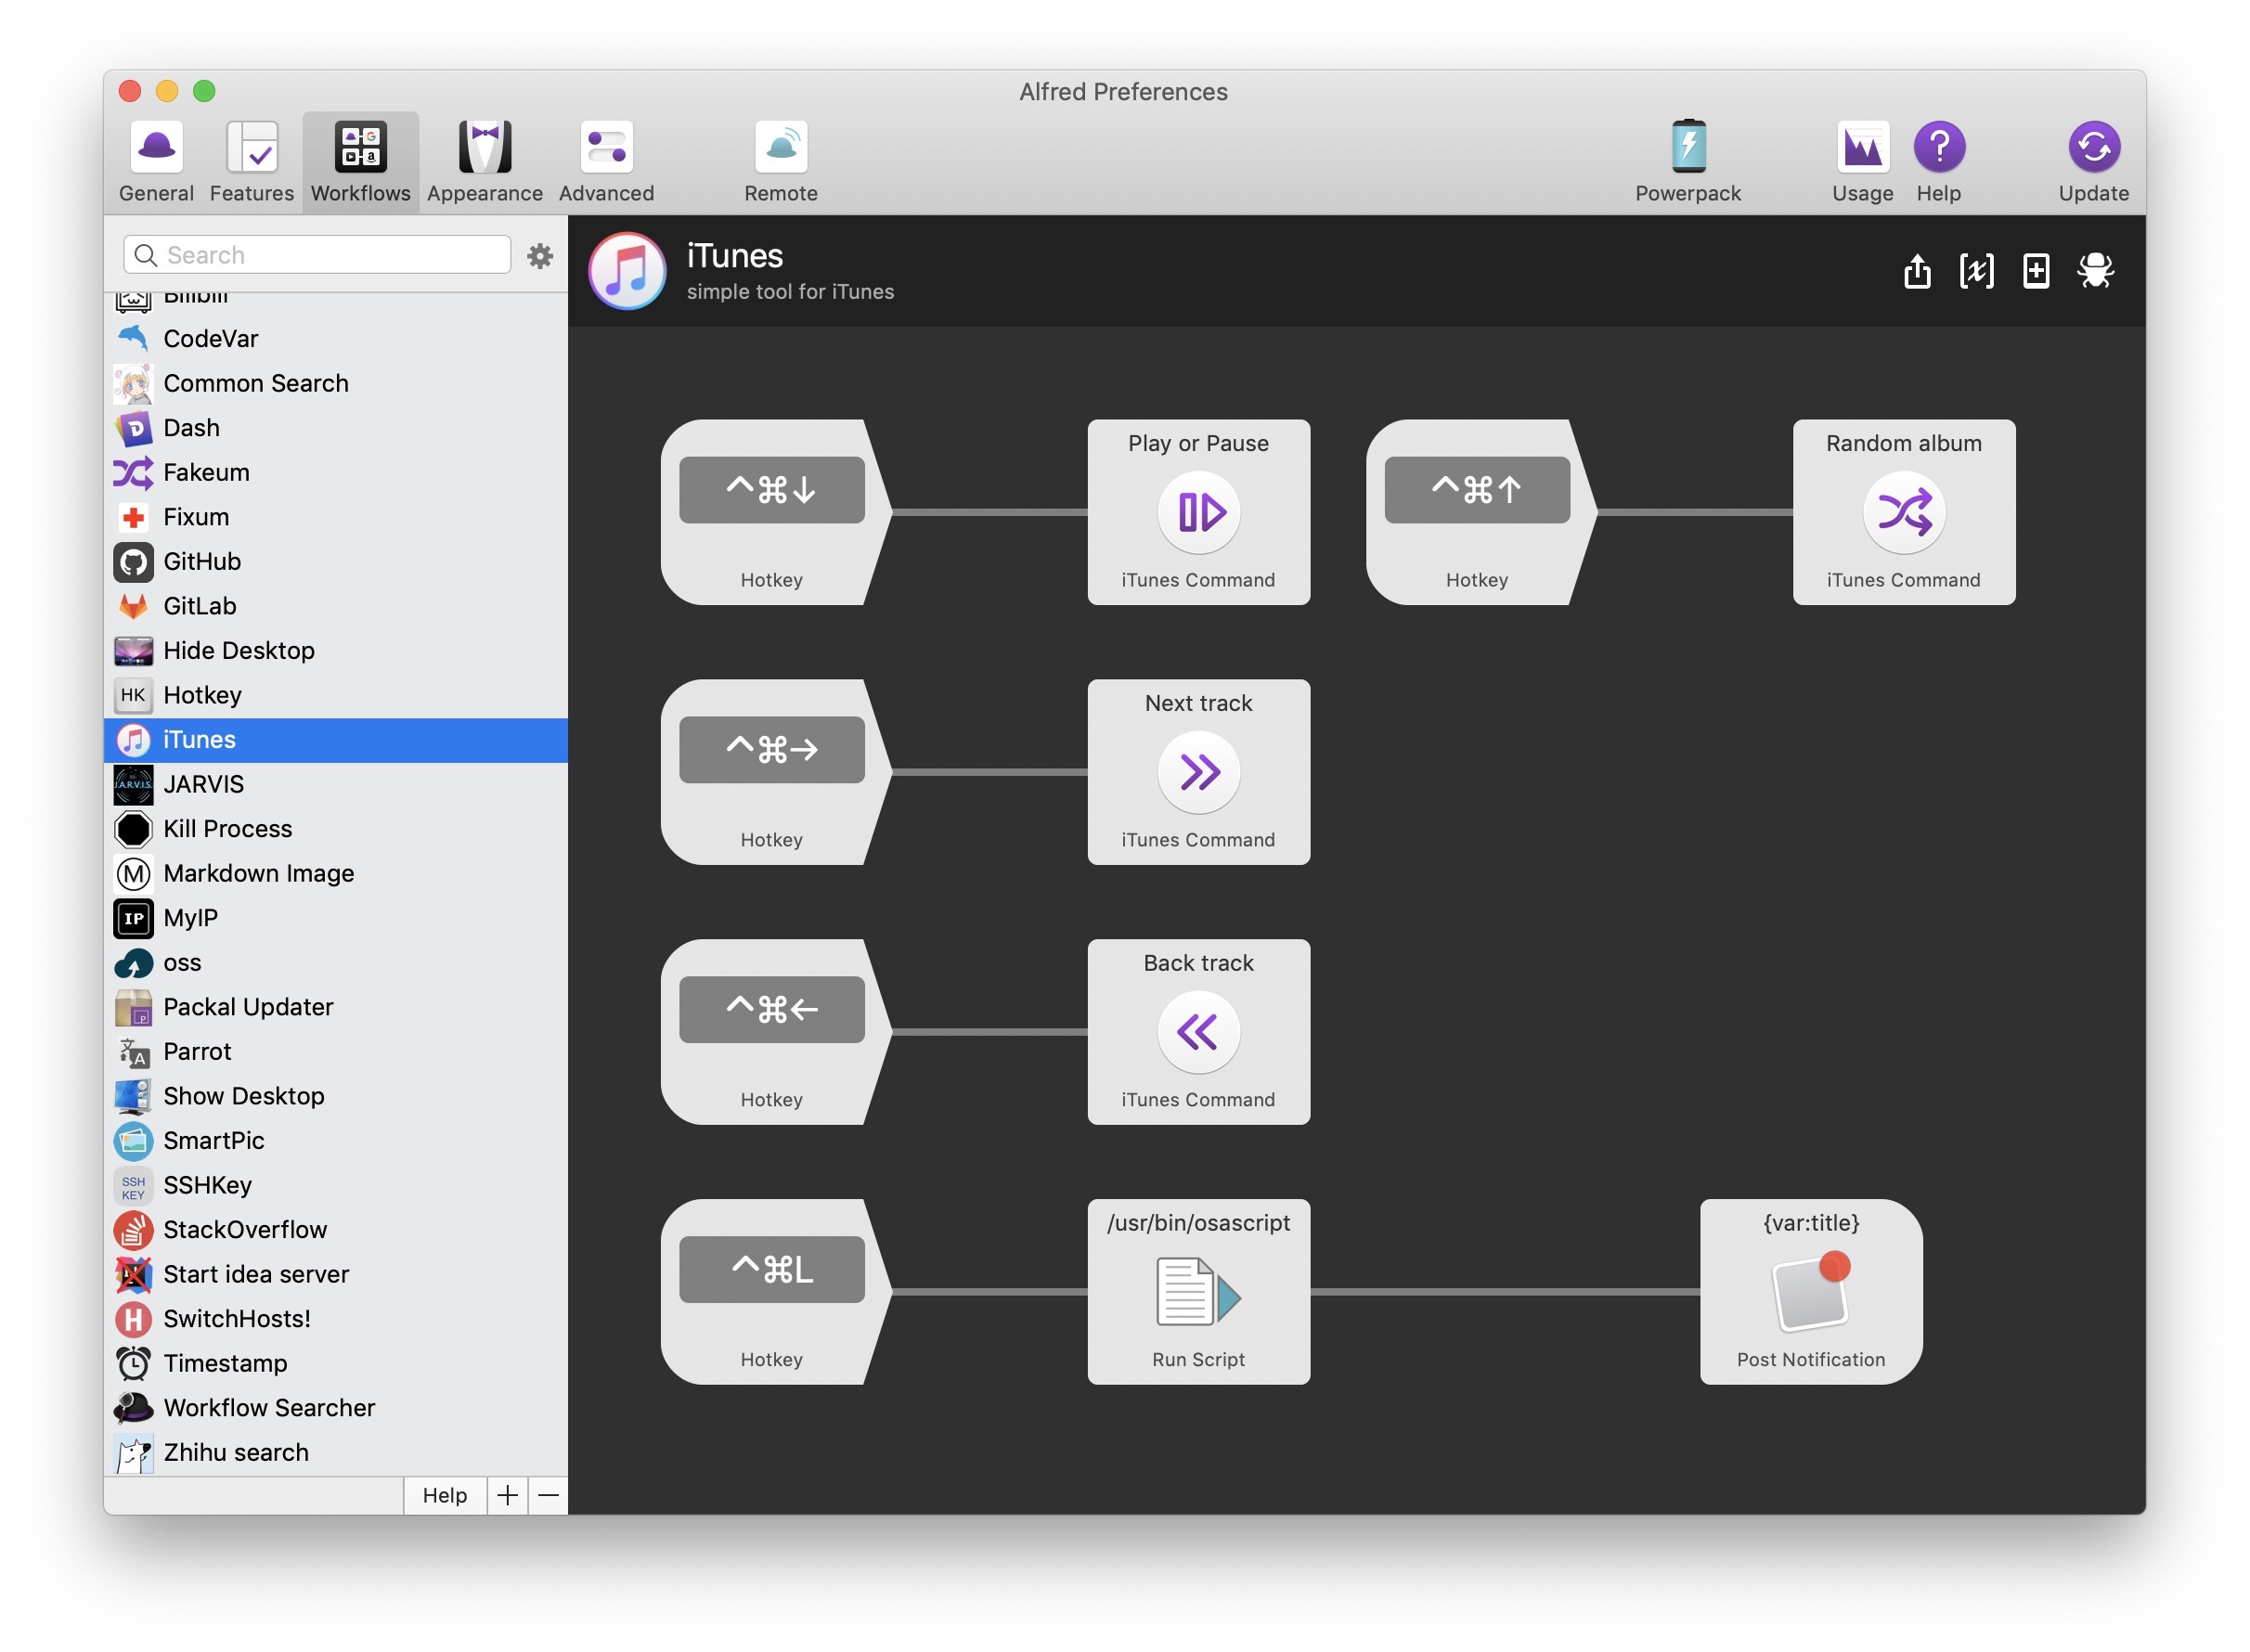 Alfred Preferences
General
Features
Workflows
Appearance
Advanced
Remote
Powerpack
Usage
Help
Update
Search
Bilibili
CodeVar
Common Search
Dash
Fakeum
Fixum
GitHub
GitLab
Hide Desktop
HK Hotkey
iTunes
J.A.R.V.I.S. JARVIS
Kill Process
M Markdown Image
IP MyIP
oss
Packal Updater
Parrot
Show Desktop
SmartPic
SSH KEY SSHKey
StackOverflow
Start idea server
H SwitchHosts!
Timestamp
Workflow Searcher
Zhihu search
Help + −
iTunes
simple tool for iTunes
^⌘↓
Hotkey
Play or Pause
iTunes Command
^⌘↑
Hotkey
Random album
iTunes Command
^⌘→
Hotkey
Next track
iTunes Command
^⌘←
Hotkey
Back track
iTunes Command
^⌘L
Hotkey
/usr/bin/osascript
Run Script
{var:title}
Post Notification